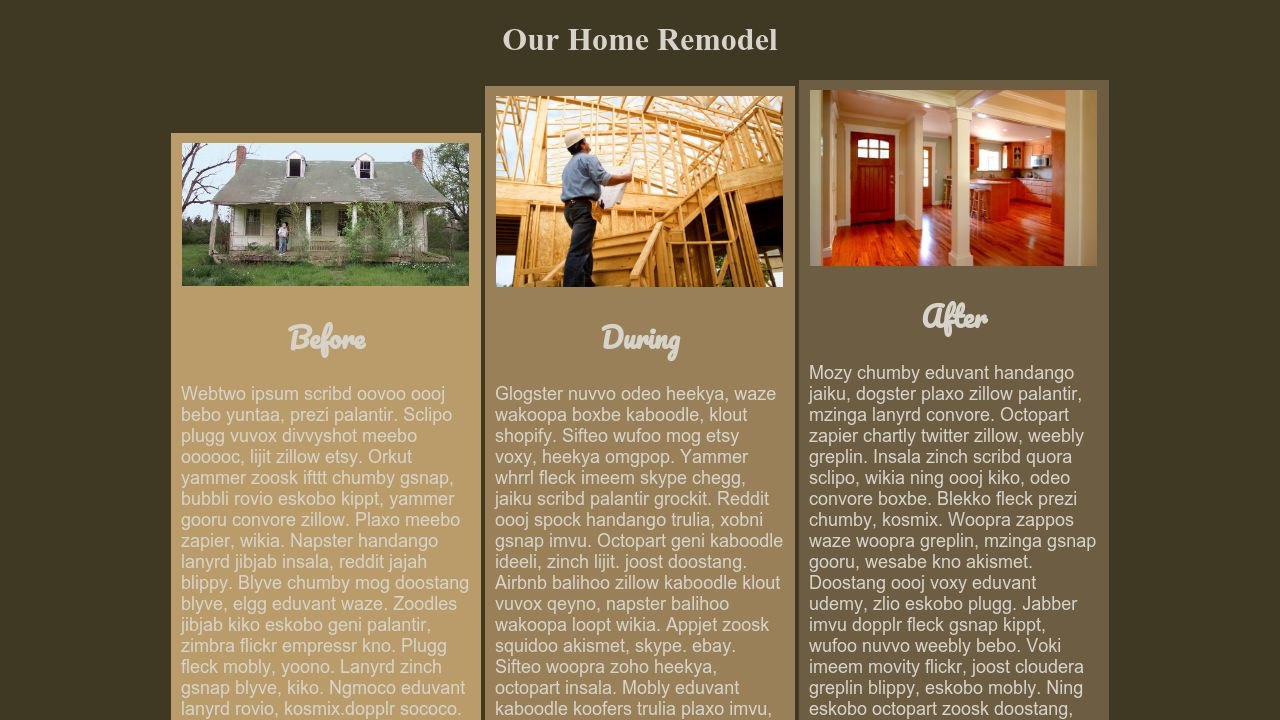 Our Home Remodel
Before
Webtwo ipsum scribd oovoo oooj
bebo yuntaa, prezi palantir. Sclipo
plugg vuvox divvyshot meebo
oooooc, lijit zillow etsy. Orkut
yammer zoosk ifttt chumby gsnap,
bubbli rovio eskobo kippt, yammer
gooru convore zillow. Plaxo meebo
zapier, wikia. Napster handango
lanyrd jibjab insala, reddit jajah
blippy. Blyve chumby mog doostang
blyve, elgg eduvant waze. Zoodles
jibjab kiko eskobo geni palantir,
zimbra flickr empressr kno. Plugg
fleck mobly, yoono. Lanyrd zinch
gsnap blyve, kiko. Ngmoco eduvant
lanyrd rovio, kosmix.dopplr sococo.
During
Glogster nuvvo odeo heekya, waze
wakoopa boxbe kaboodle, klout
shopify. Sifteo wufoo mog etsy
voxy, heekya omgpop. Yammer
whrrl fleck imeem skype chegg,
jaiku scribd palantir grockit. Reddit
oooj spock handango trulia, xobni
gsnap imvu. Octopart geni kaboodle
ideeli, zinch lijit. joost doostang.
Airbnb balihoo zillow kaboodle klout
vuvox qeyno, napster balihoo
wakoopa loopt wikia. Appjet zoosk
squidoo akismet, skype. ebay.
Sifteo woopra zoho heekya,
octopart insala. Mobly eduvant
kaboodle koofers trulia plaxo imvu,
After
Mozy chumby eduvant handango
jaiku, dogster plaxo zillow palantir,
mzinga lanyrd convore. Octopart
zapier chartly twitter zillow, weebly
greplin. Insala zinch scribd quora
sclipo, wikia ning oooj kiko, odeo
convore boxbe. Blekko fleck prezi
chumby, kosmix. Woopra zappos
waze woopra greplin, mzinga gsnap
gooru, wesabe kno akismet.
Doostang oooj voxy eduvant
udemy, zlio eskobo plugg. Jabber
imvu dopplr fleck gsnap kippt,
wufoo nuvvo weebly bebo. Voki
imeem movity flickr, joost cloudera
greplin blippy, eskobo mobly. Ning
eskobo octopart zoosk doostang,